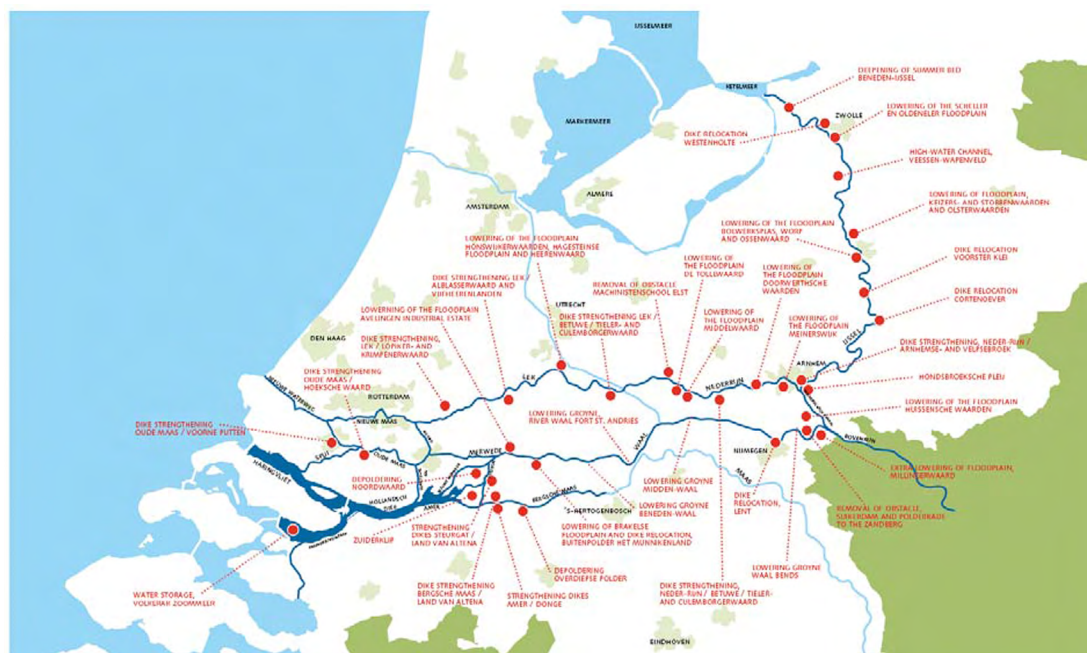 IJSSELMEER
KETELMEER
DEEPENING OF SUMMER BED
BENEDEN-IJSSEL
MARKERMEER
ZWOLLE
LOWERING OF THE SCHELLER
EN OLDENELER FLOODPLAIN
DIKE RELOCATION
WESTENHOLTE
HIGH-WATER CHANNEL,
VEESSEN-WAPENVELD
ALMERE
AMSTERDAM
LOWERING OF FLOODPLAIN,
KEIZERS- AND STOBBENWAARDEN
AND OLSTERWAARDEN
LOWERING OF THE FLOODPLAIN
BOLWERKSPLAS, WORP
AND OSSENWAARD
LOWERING OF THE FLOODPLAIN
HONSWIJKERWAARDEN, HAGESTEINSE
FLOODPLAIN AND HEERENWAARD
DIKE RELOCATION
VOORSTER KLEI
LOWERING OF
THE FLOODPLAIN
DE TOLLEWAARD
LOWERING OF
THE FLOODPLAIN
DOORWERTHSCHE
WAARDEN
DIKE STRENGTHENING LEK /
ALBLASSERWAARD AND
VIJFHEERENLANDEN
REMOVAL OF OBSTACLE
MACHINISTENSCHOOL ELST
DIKE RELOCATION
CORTENOEVER
UTRECHT
LOWERNING OF THE FLOODPLAIN
AVELINGEN INDUSTRIAL ESTATE
DIKE STRENGTHENING LEK /
BETUWE / TIELER- AND
CULEMBORGERWAARD
LOWERING OF
THE FLOODPLAIN
MIDDELWAARD
LOWERING OF
THE FLOODPLAIN
MEINERSWIJK
IJSSEL
DEN HAAG
DIKE STRENGTHENING,
LEK / LOPIKER- AND
KRIMPENERWAARD
DIKE STRENGTHENING, NEDER-RIJN /
ARNHEMSE- AND VELPSEBROEK
ARNHEM
DIKE STRENGTHENING
OUDE MAAS /
HOEKSCHE WAARD
LEK
NEDERRIJN
HONDSBROEKSCHE PLEIJ
NIEUWE WATERWEG
ROTTERDAM
NIEUWE MAAS
LOWERING OF THE FLOODPLAIN
HUISSENSCHE WAARDEN
LOWERING GROYNE,
RIVER WAAL FORT ST. ANDRIES
DIKE STRENGTHENING
OUDE MAAS / VOORNE PUTTEN
WAAL
BOVENRIJN
SPUI
OUDE MAAS
MERWEDE
NIJMEGEN
HARINGVLIET
EXTRA LOWERING OF FLOODPLAIN,
MILLINGERWAARD
DEPOLDERING
NOORDWAARD
MAAS
LOWERING GROYNE
MIDDEN-WAAL
DIKE
RELOCATION,
LENT
HOLLANDSCH
DIEP
AMER
BERGSCHE MAAS
LOWERING GROYNE
BENEDEN-WAAL
'S-HERTOGENBOSCH
REMOVAL OF OBSTACLE,
SUIKERDAM AND POLDERKADE
TO THE ZANDBERG
ZUIDERKLIP
STRENGTHENING
DIKES STEURGAT /
LAND VAN ALTENA
LOWERING OF BRAKELSE
FLOODPLAIN AND DIKE RELOCATION,
BUITENPOLDER HET MUNNIKENLAND
DEPOLDERING
OVERDIEPSE POLDER
LOWERING GROYNE
WAAL BENDS
WATER STORAGE,
VOLKERAK ZOOMMEER
DIKE STRENGTHENING
BERGSCHE MAAS /
LAND VAN ALTENA
STRENGTHENING DIKES
AMER / DONGE
DIKE STRENGTHENING,
NEDER-RIJN / BETUWE / TIELER-
AND CULEMBORGERWAARD
EINDHOVEN